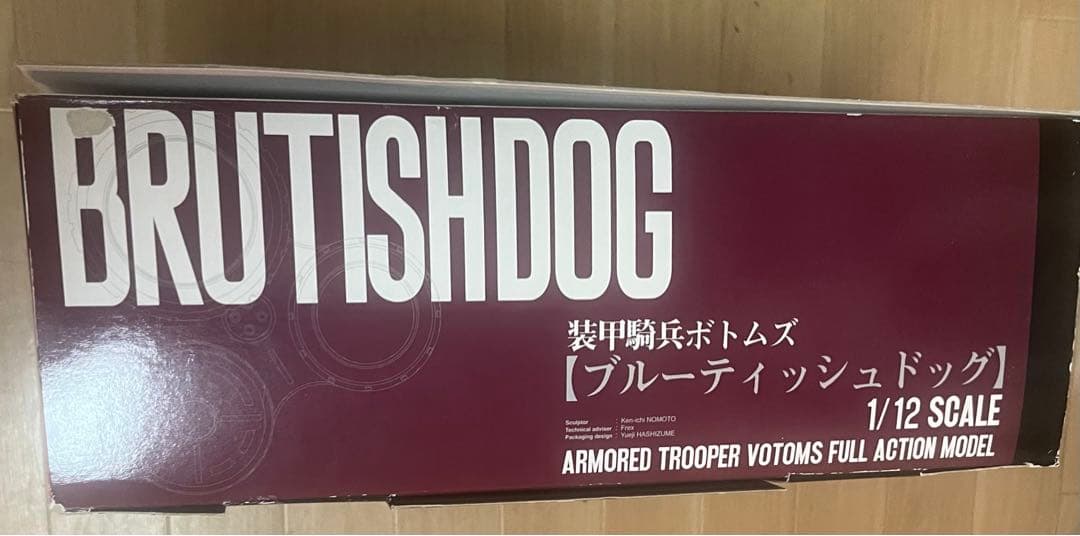 BRUTISHDOG
装甲騎兵ボトムズ
【ブルーティッシュドッグ】
1/12 SCALE
Sculptor : Ken-ichi NOMOTO
Technical adviser : Frex
Packaging design : Yueji HASHIZUME
ARMORED TROOPER VOTOMS FULL ACTION MODEL